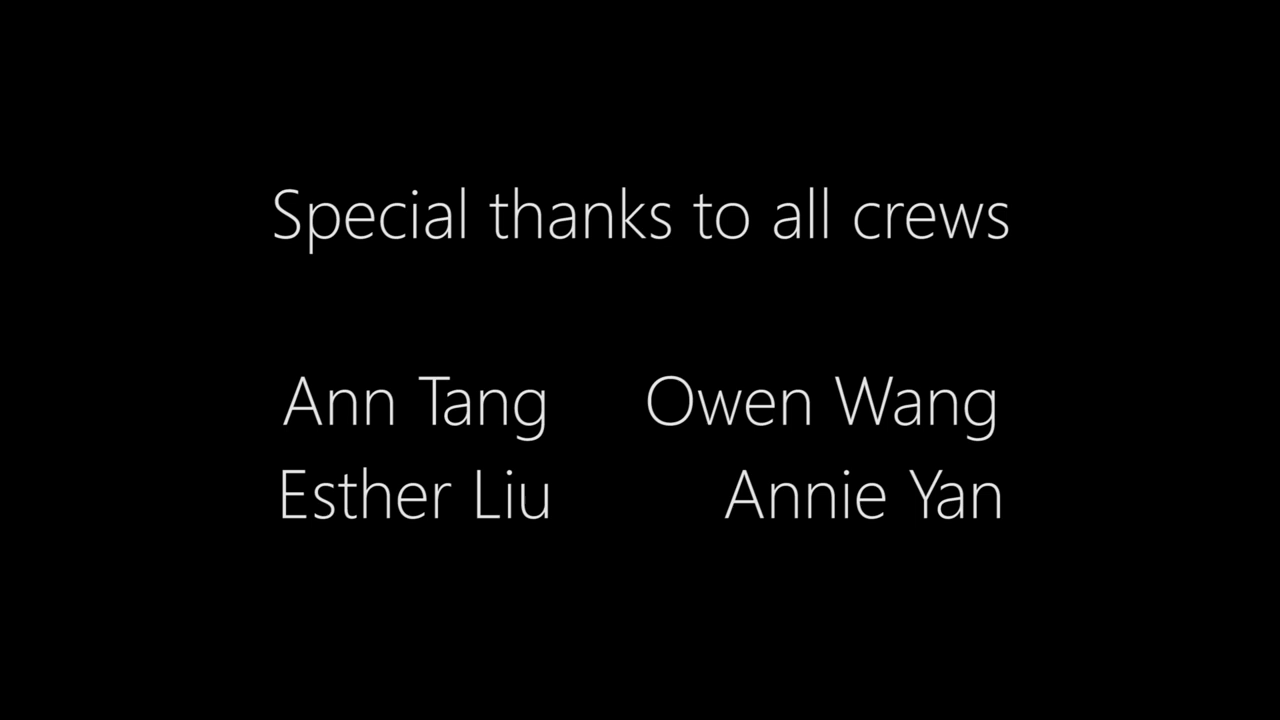 Special thanks to all crews
Ann Tang Owen Wang
Esther Liu Annie Yan